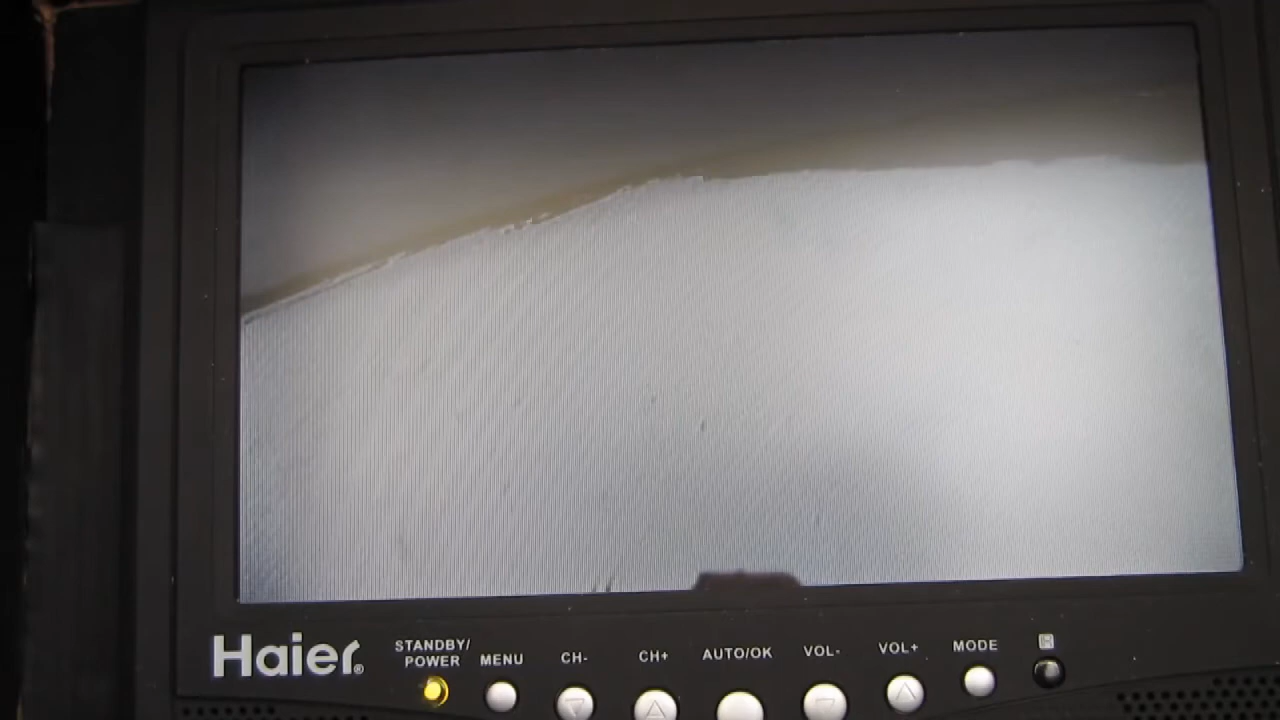 Haier®
STANDBY/
POWER
MENU
CH-
CH+
AUTO/OK
VOL-
VOL+
MODE